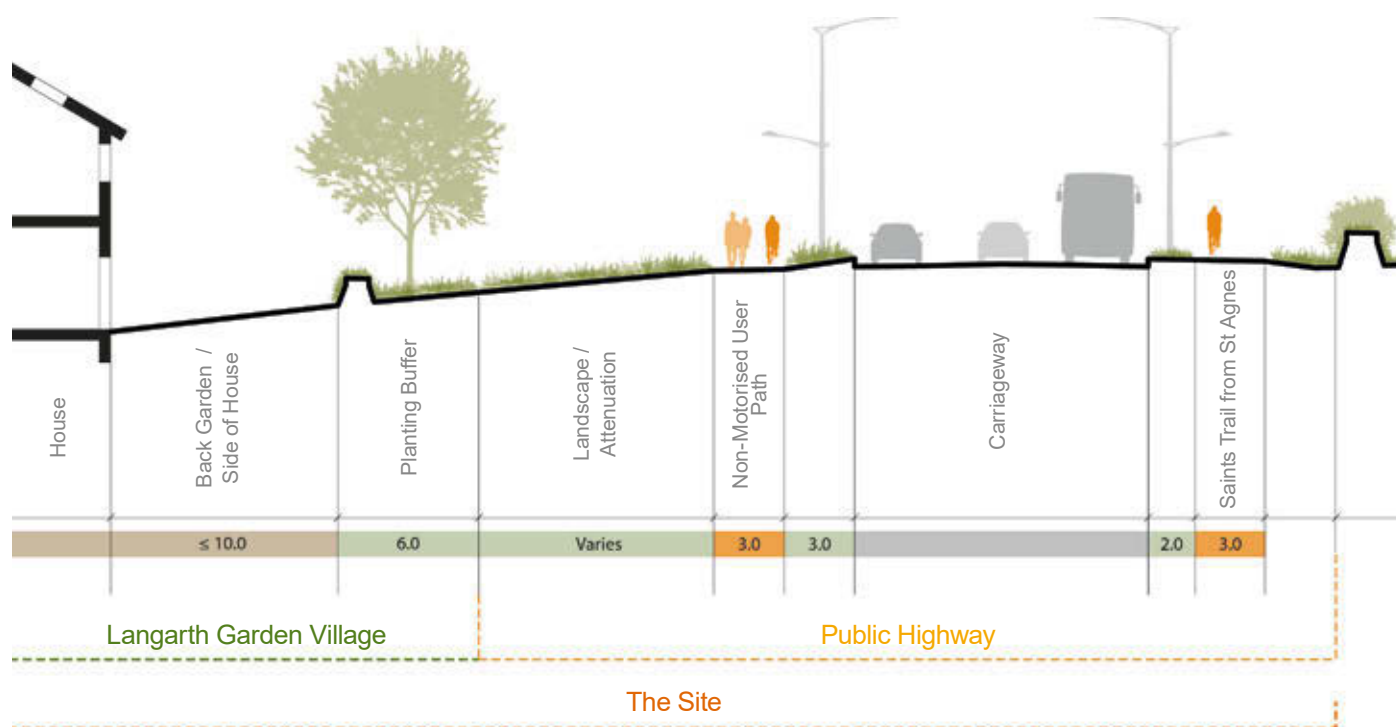 House
Back Garden /
Side of House
Planting Buffer
Landscape /
Attenuation
Non-Motorised User
Path
Carriageway
Saints Trail from St Agnes
≤ 10.0
6.0
Varies
3.0
3.0
2.0
3.0
Langarth Garden Village
Public Highway
The Site